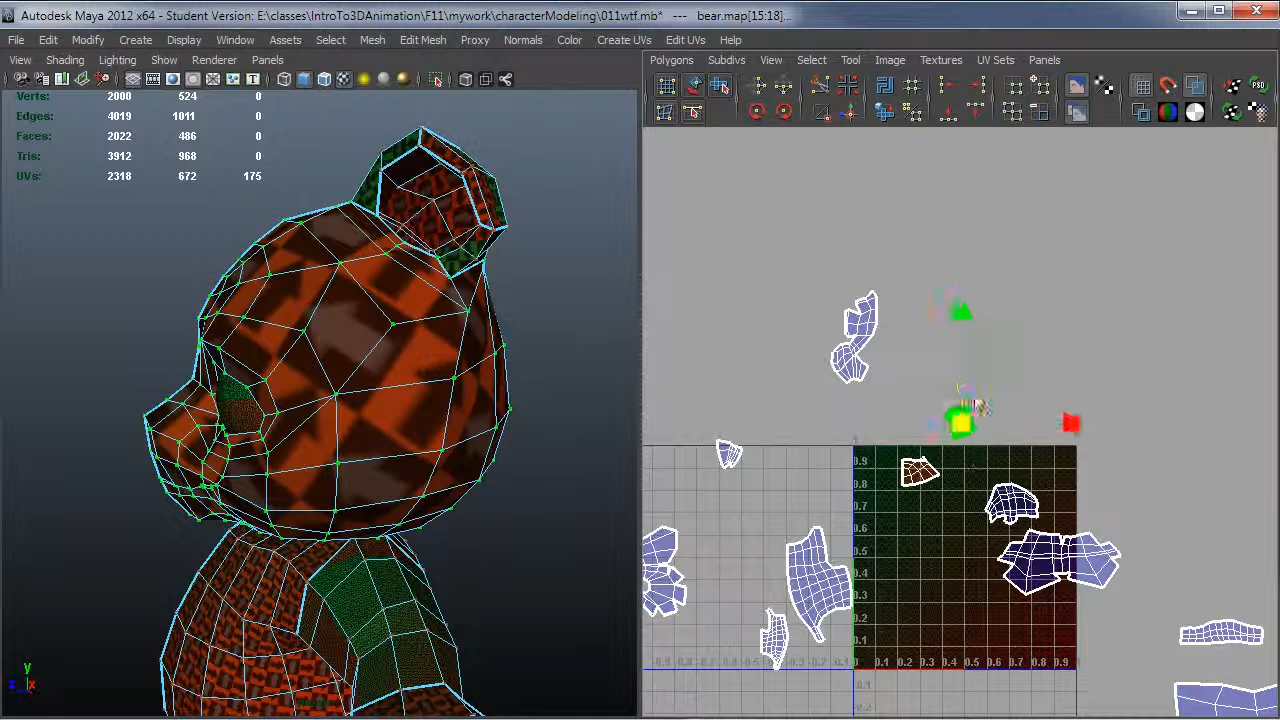 Autodesk Maya 2012 x64 - Student Version: E:\classes\IntroTo3DAnimation\F11\mywork\characterModeling\011wtf.mb* --- bear.map[15:18]...
File Edit Modify Create Display Window Assets Select Mesh Edit Mesh Proxy Normals Color Create UVs Edit UVs Help
View Shading Lighting Show Renderer Panels
Polygons Subdivs View Select Tool Image Textures UV Sets Panels
Verts: 2000 524 0
Edges: 4019 1011 0
Faces: 2022 486 0
Tris: 3912 968 0
UVs: 2318 672 175
0.9
0.8
0.7
0.6
0.5
0.4
0.3
0.2
0.1
0.1 0.2 0.3 0.4 0.5 0.6 0.7 0.8 0.9
y
z x